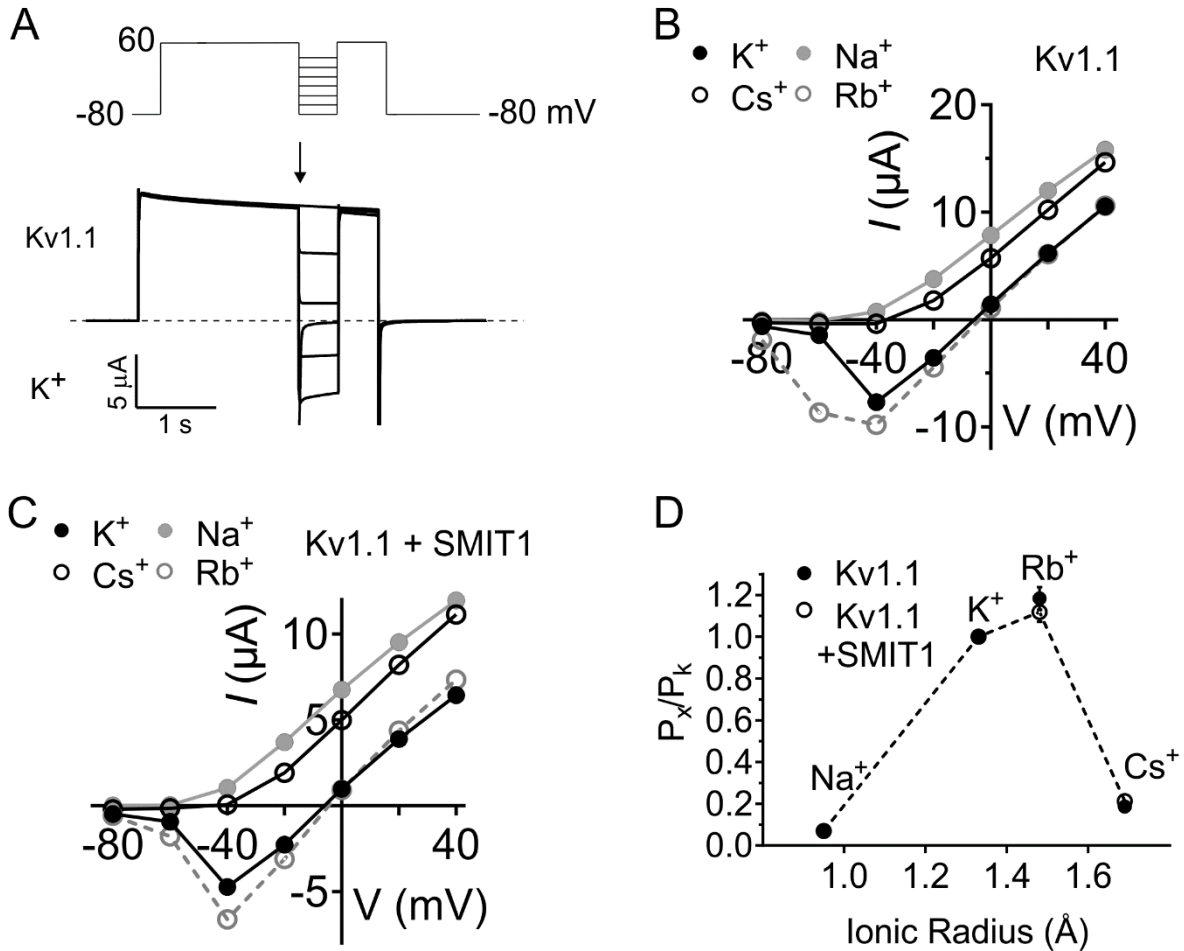 A
60
-80
-80 mV
Kv1.1
K+
5 µA
1 s
B
K+ Na+
Cs+ Rb+
Kv1.1
20
10
-10
I (µA)
-80 -40 40
V (mV)
C
K+ Na+
Cs+ Rb+
Kv1.1 + SMIT1
10
5
-5
I (µA)
-80 -40 40
V (mV)
D
Kv1.1
Kv1.1
+SMIT1
Na+
K+
Rb+
Cs+
Px/Pk
1.2
1.0
0.8
0.6
0.4
0.2
0.0
1.0 1.2 1.4 1.6
Ionic Radius (Å)